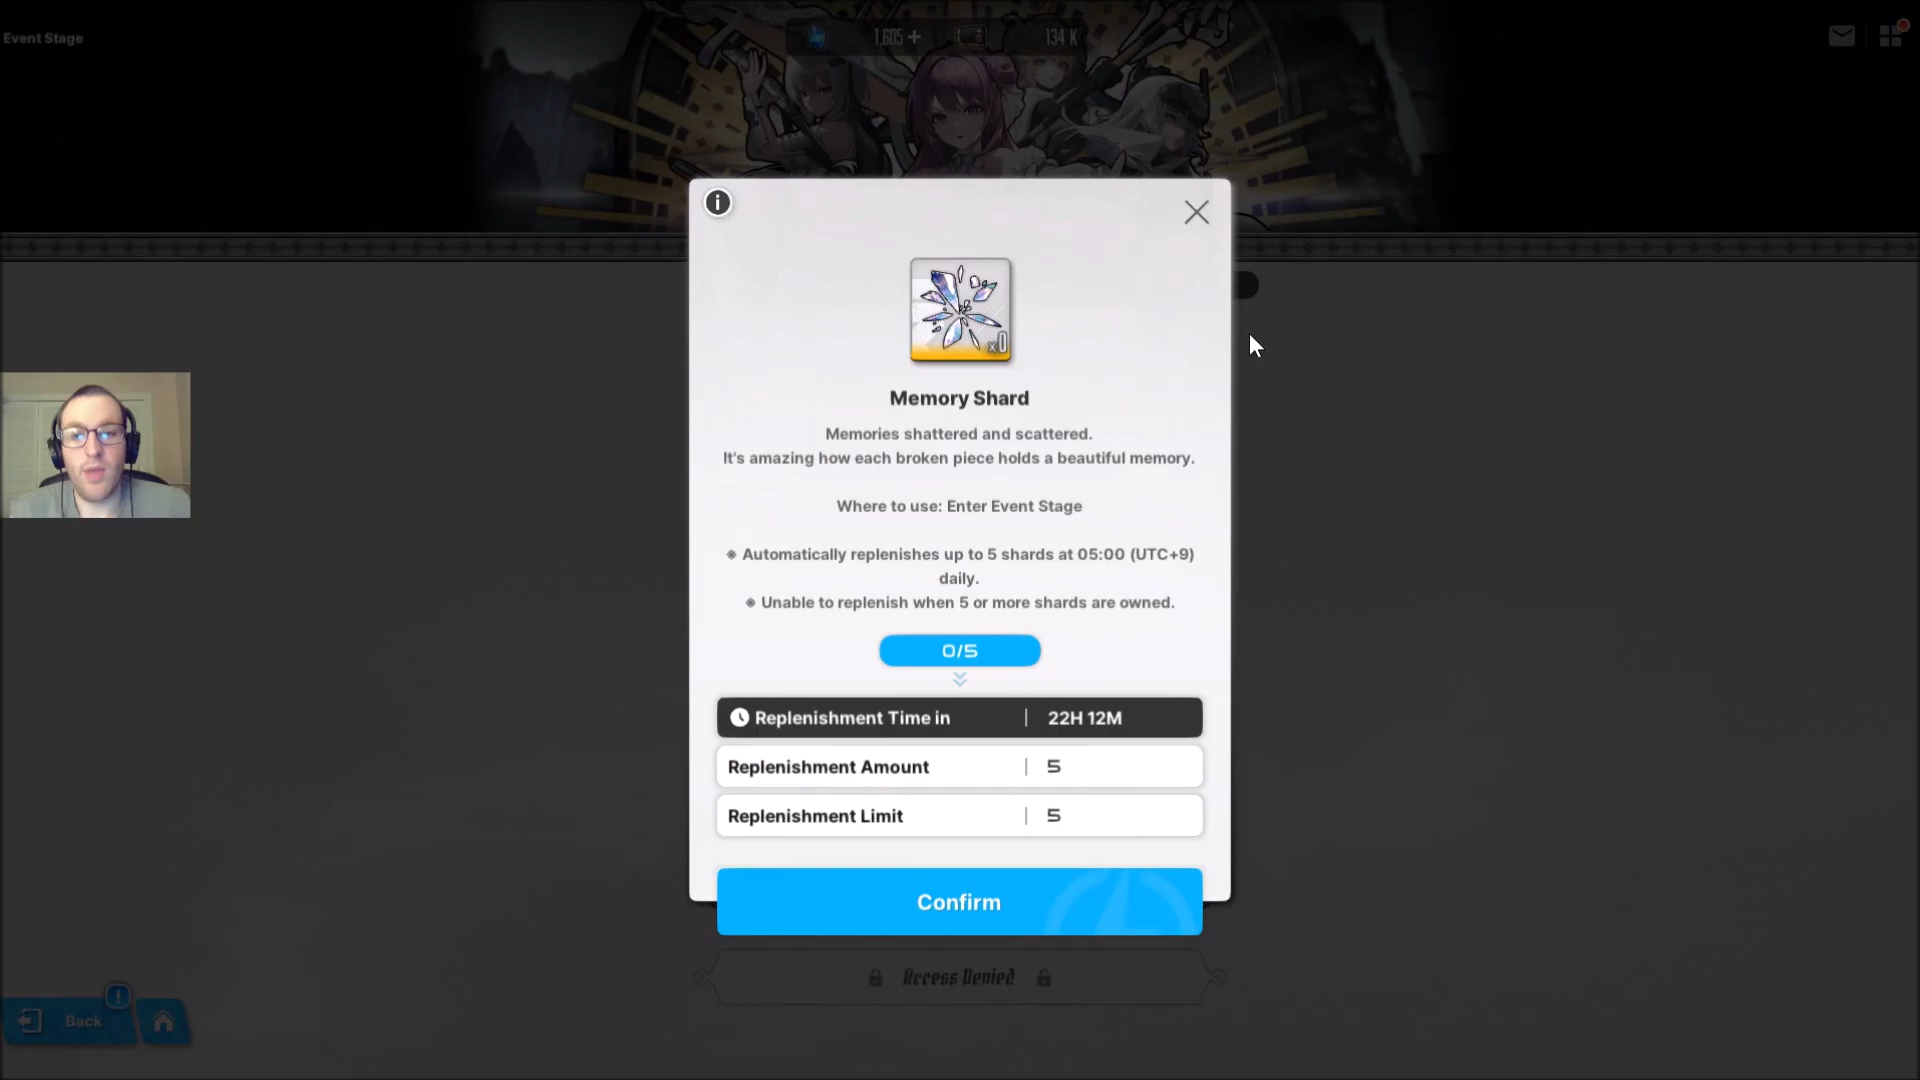 Event Stage
1,605 +
134 K
i
x0
Memory Shard
Memories shattered and scattered.
It's amazing how each broken piece holds a beautiful memory.
Where to use: Enter Event Stage
※ Automatically replenishes up to 5 shards at 05:00 (UTC+9)
daily.
※ Unable to replenish when 5 or more shards are owned.
0/5
Replenishment Time in | 22H 12M
Replenishment Amount | 5
Replenishment Limit | 5
Confirm
Access Denied
!
Back